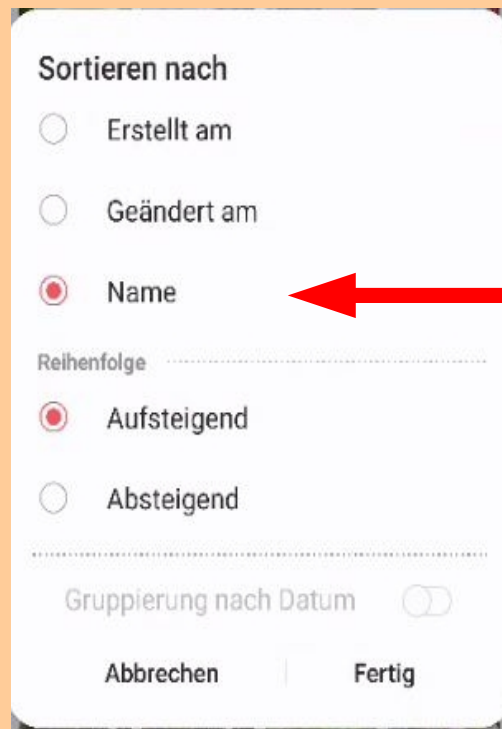 Sortieren nach
Erstellt am
Geändert am
Name
Reihenfolge
Aufsteigend
Absteigend
Gruppierung nach Datum
Abbrechen Fertig